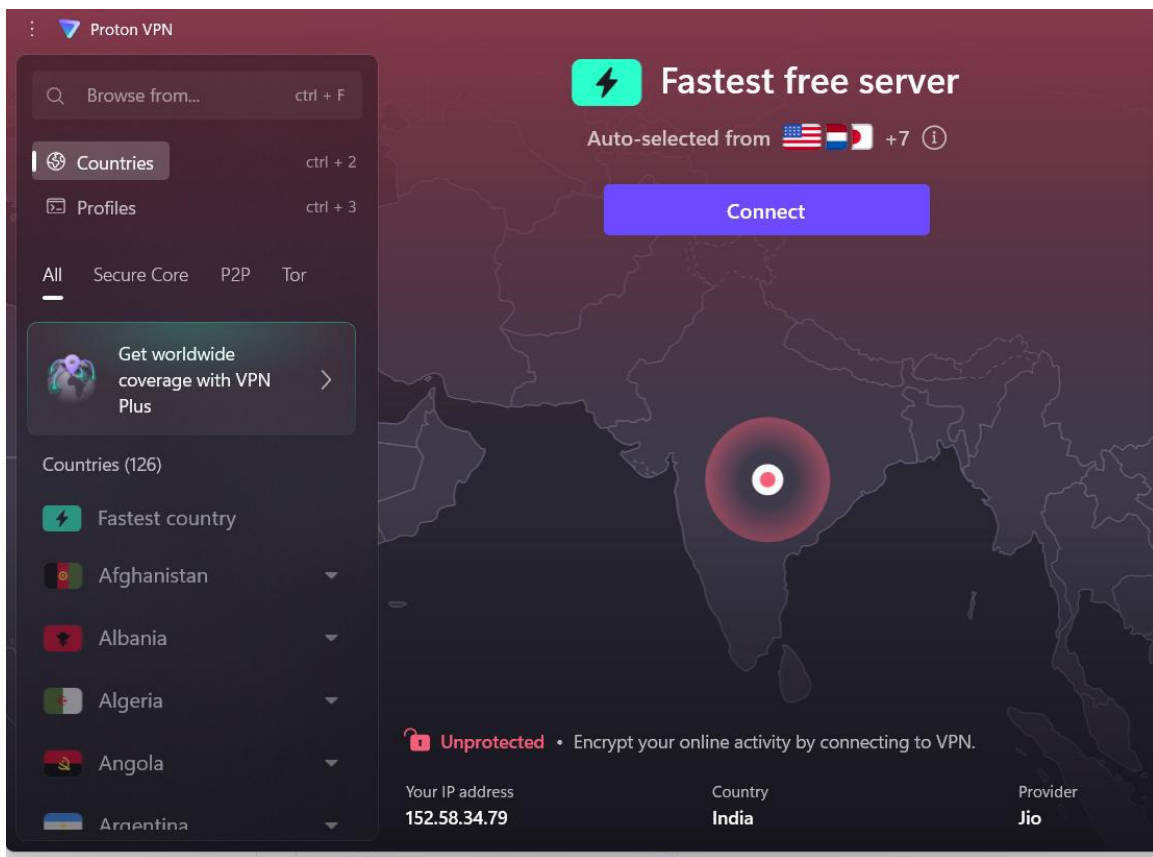 Proton VPN
Browse from... ctrl + F
Countries ctrl + 2
Profiles ctrl + 3
All Secure Core P2P Tor
Get worldwide
coverage with VPN
Plus
Countries (126)
Fastest country
Afghanistan
Albania
Algeria
Angola
Argentina
Fastest free server
Auto-selected from +7
Connect
Unprotected • Encrypt your online activity by connecting to VPN.
Your IP address Country Provider
152.58.34.79 India Jio